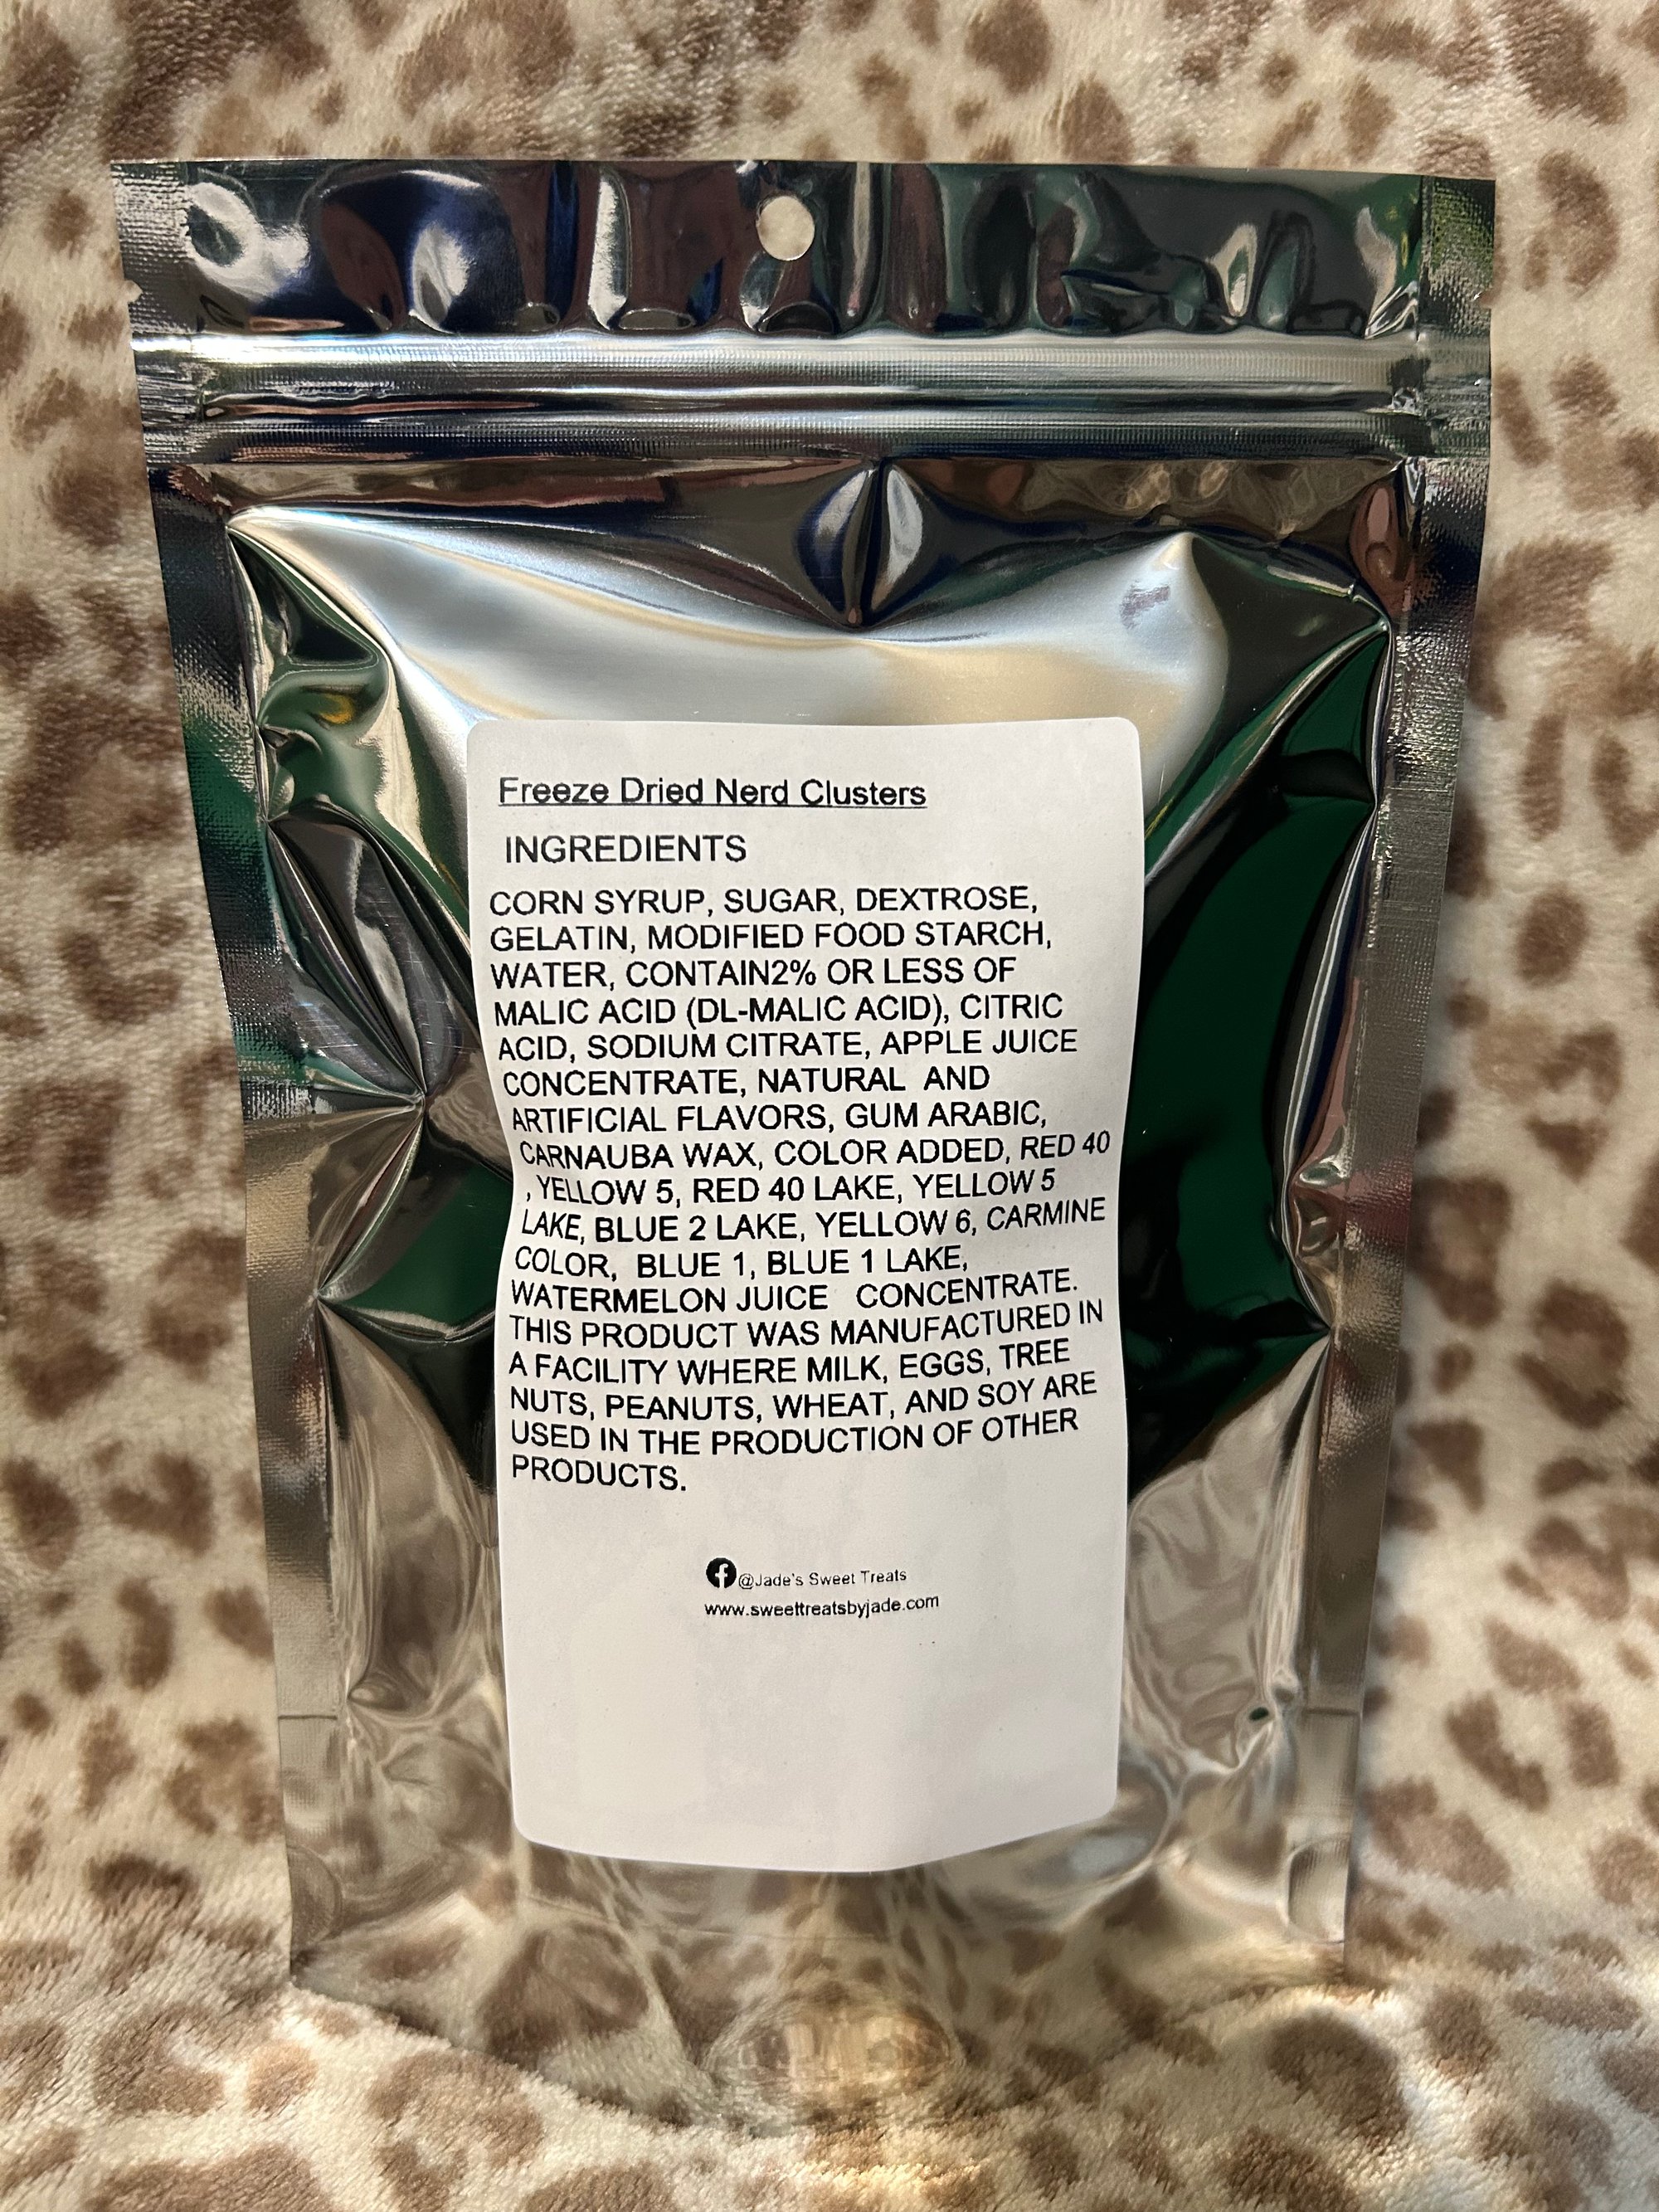 Freeze Dried Nerd Clusters
INGREDIENTS
CORN SYRUP, SUGAR, DEXTROSE,
GELATIN, MODIFIED FOOD STARCH,
WATER, CONTAIN2% OR LESS OF
MALIC ACID (DL-MALIC ACID), CITRIC
ACID, SODIUM CITRATE, APPLE JUICE
CONCENTRATE, NATURAL AND
ARTIFICIAL FLAVORS, GUM ARABIC,
CARNAUBA WAX, COLOR ADDED, RED 40
, YELLOW 5, RED 40 LAKE, YELLOW 5
LAKE, BLUE 2 LAKE, YELLOW 6, CARMINE
COLOR, BLUE 1, BLUE 1 LAKE,
WATERMELON JUICE CONCENTRATE.
THIS PRODUCT WAS MANUFACTURED IN
A FACILITY WHERE MILK, EGGS, TREE
NUTS, PEANUTS, WHEAT, AND SOY ARE
USED IN THE PRODUCTION OF OTHER
PRODUCTS.
@Jade's Sweet Treats
www.sweettreatsbyjade.com